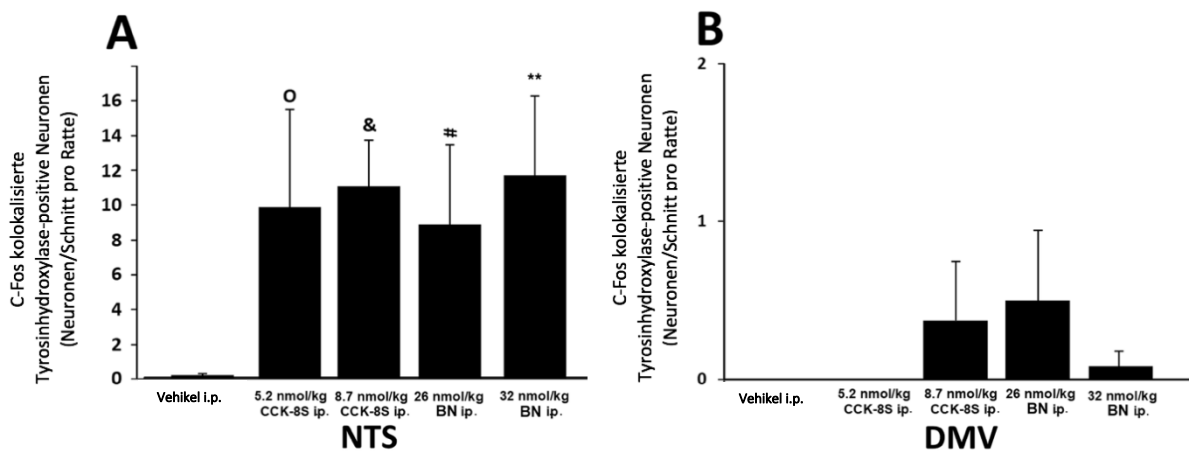 A
C-Fos kolokalisierte
Tyrosinhydroxylase-positive Neuronen
(Neuronen/Schnitt pro Ratte)
16
14
12
10
8
6
4
2
0
O
&
#
**
Vehikel i.p.
5.2 nmol/kg
CCK-8S ip.
8.7 nmol/kg
CCK-8S ip.
26 nmol/kg
BN ip.
32 nmol/kg
BN ip.
NTS
B
C-Fos kolokalisierte
Tyrosinhydroxylase-positive Neuronen
(Neuronen/Schnitt pro Ratte)
2
1
0
Vehikel i.p.
5.2 nmol/kg
CCK-8S ip.
8.7 nmol/kg
CCK-8S ip.
26 nmol/kg
BN ip.
32 nmol/kg
BN ip.
DMV